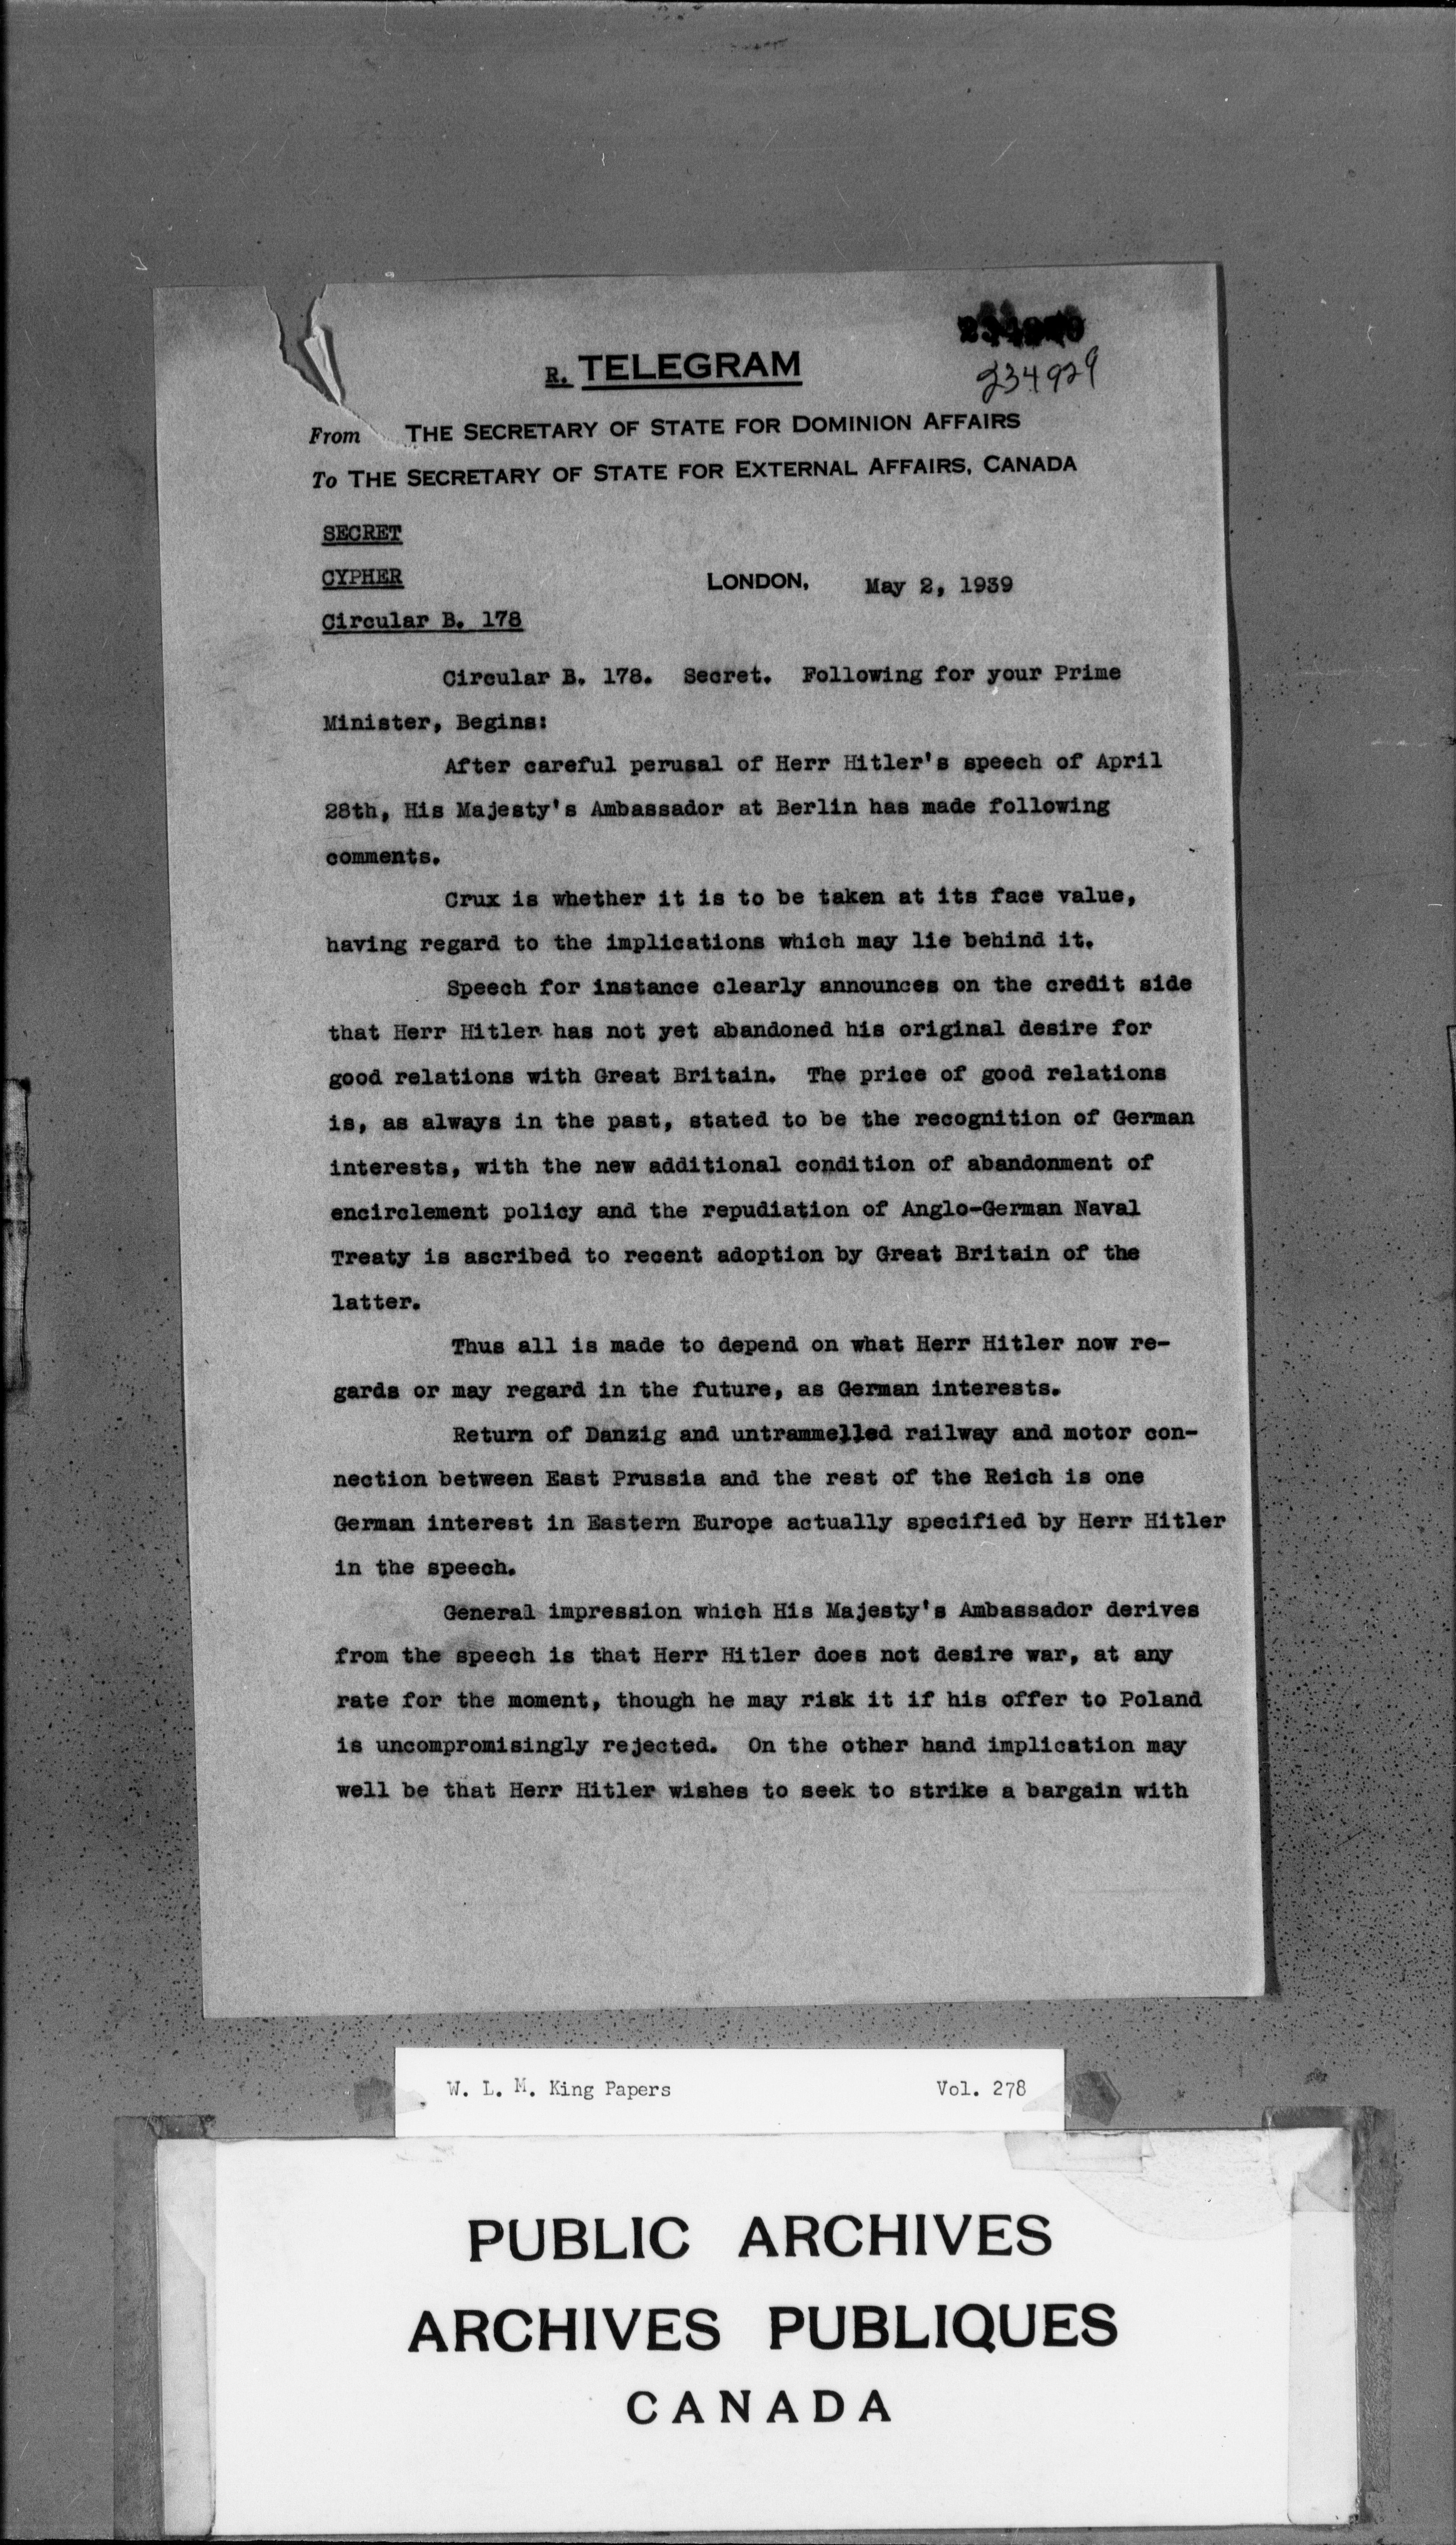 R. TELEGRAM
234929
From THE SECRETARY OF STATE FOR DOMINION AFFAIRS
To THE SECRETARY OF STATE FOR EXTERNAL AFFAIRS, CANADA
SECRET
CYPHER
LONDON, May 2, 1939
Circular B. 178
Circular B. 178. Secret. Following for your Prime
Minister, Begins:
After careful perusal of Herr Hitler's speech of April
28th, His Majesty's Ambassador at Berlin has made following
comments.
Crux is whether it is to be taken at its face value,
having regard to the implications which may lie behind it.
Speech for instance clearly announces on the credit side
that Herr Hitler has not yet abandoned his original desire for
good relations with Great Britain. The price of good relations
is, as always in the past, stated to be the recognition of German
interests, with the new additional condition of abandonment of
encirclement policy and the repudiation of Anglo-German Naval
Treaty is ascribed to recent adoption by Great Britain of the
latter.
Thus all is made to depend on what Herr Hitler now re-
gards or may regard in the future, as German interests.
Return of Danzig and untrammelled railway and motor con-
nection between East Prussia and the rest of the Reich is one
German interest in Eastern Europe actually specified by Herr Hitler
in the speech.
General impression which His Majesty's Ambassador derives
from the speech is that Herr Hitler does not desire war, at any
rate for the moment, though he may risk it if his offer to Poland
is uncompromisingly rejected. On the other hand implication may
well be that Herr Hitler wishes to seek to strike a bargain with
W. L. M. King Papers Vol. 278
PUBLIC ARCHIVES
ARCHIVES PUBLIQUES
CANADA